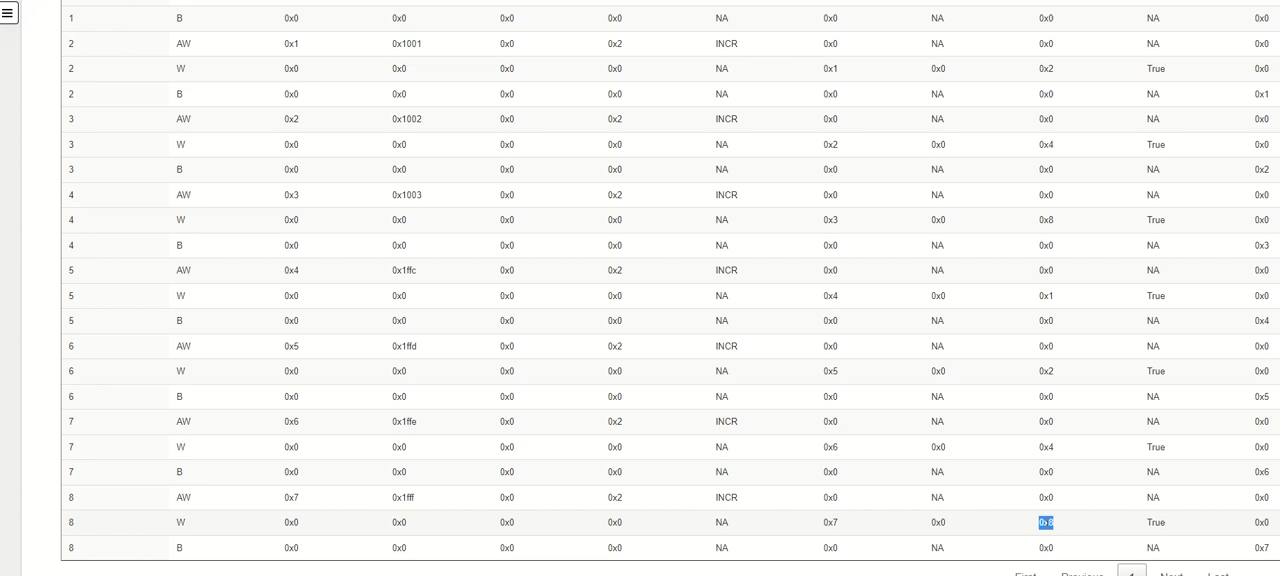 1 B 0x0 0x0 0x0 0x0 NA 0x0 NA 0x0 NA 0x0
2 AW 0x1 0x1001 0x0 0x2 INCR 0x0 NA 0x0 NA 0x0
2 W 0x0 0x0 0x0 0x0 NA 0x1 0x0 0x2 True 0x0
2 B 0x0 0x0 0x0 0x0 NA 0x0 NA 0x0 NA 0x1
3 AW 0x2 0x1002 0x0 0x2 INCR 0x0 NA 0x0 NA 0x0
3 W 0x0 0x0 0x0 0x0 NA 0x2 0x0 0x4 True 0x0
3 B 0x0 0x0 0x0 0x0 NA 0x0 NA 0x0 NA 0x2
4 AW 0x3 0x1003 0x0 0x2 INCR 0x0 NA 0x0 NA 0x0
4 W 0x0 0x0 0x0 0x0 NA 0x3 0x0 0x8 True 0x0
4 B 0x0 0x0 0x0 0x0 NA 0x0 NA 0x0 NA 0x3
5 AW 0x4 0x1ffc 0x0 0x2 INCR 0x0 NA 0x0 NA 0x0
5 W 0x0 0x0 0x0 0x0 NA 0x4 0x0 0x1 True 0x0
5 B 0x0 0x0 0x0 0x0 NA 0x0 NA 0x0 NA 0x4
6 AW 0x5 0x1ffd 0x0 0x2 INCR 0x0 NA 0x0 NA 0x0
6 W 0x0 0x0 0x0 0x0 NA 0x5 0x0 0x2 True 0x0
6 B 0x0 0x0 0x0 0x0 NA 0x0 NA 0x0 NA 0x5
7 AW 0x6 0x1ffe 0x0 0x2 INCR 0x0 NA 0x0 NA 0x0
7 W 0x0 0x0 0x0 0x0 NA 0x6 0x0 0x4 True 0x0
7 B 0x0 0x0 0x0 0x0 NA 0x0 NA 0x0 NA 0x6
8 AW 0x7 0x1fff 0x0 0x2 INCR 0x0 NA 0x0 NA 0x0
8 W 0x0 0x0 0x0 0x0 NA 0x7 0x0 0x8 True 0x0
8 B 0x0 0x0 0x0 0x0 NA 0x0 NA 0x0 NA 0x7
First Previous 1 Next Last